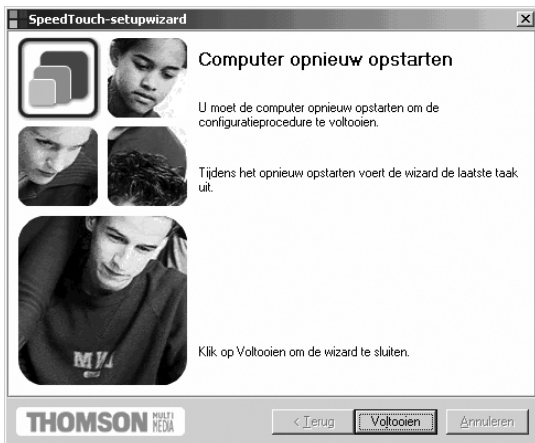 SpeedTouch-setupwizard
Computer opnieuw opstarten
U moet de computer opnieuw opstarten om de
configuratieprocedure te voltooien.
Tijdens het opnieuw opstarten voert de wizard de laatste taak
uit.
Klik op Voltooien om de wizard te sluiten.
THOMSON MULTI
MEDIA
< Terug
Voltooien
Annuleren